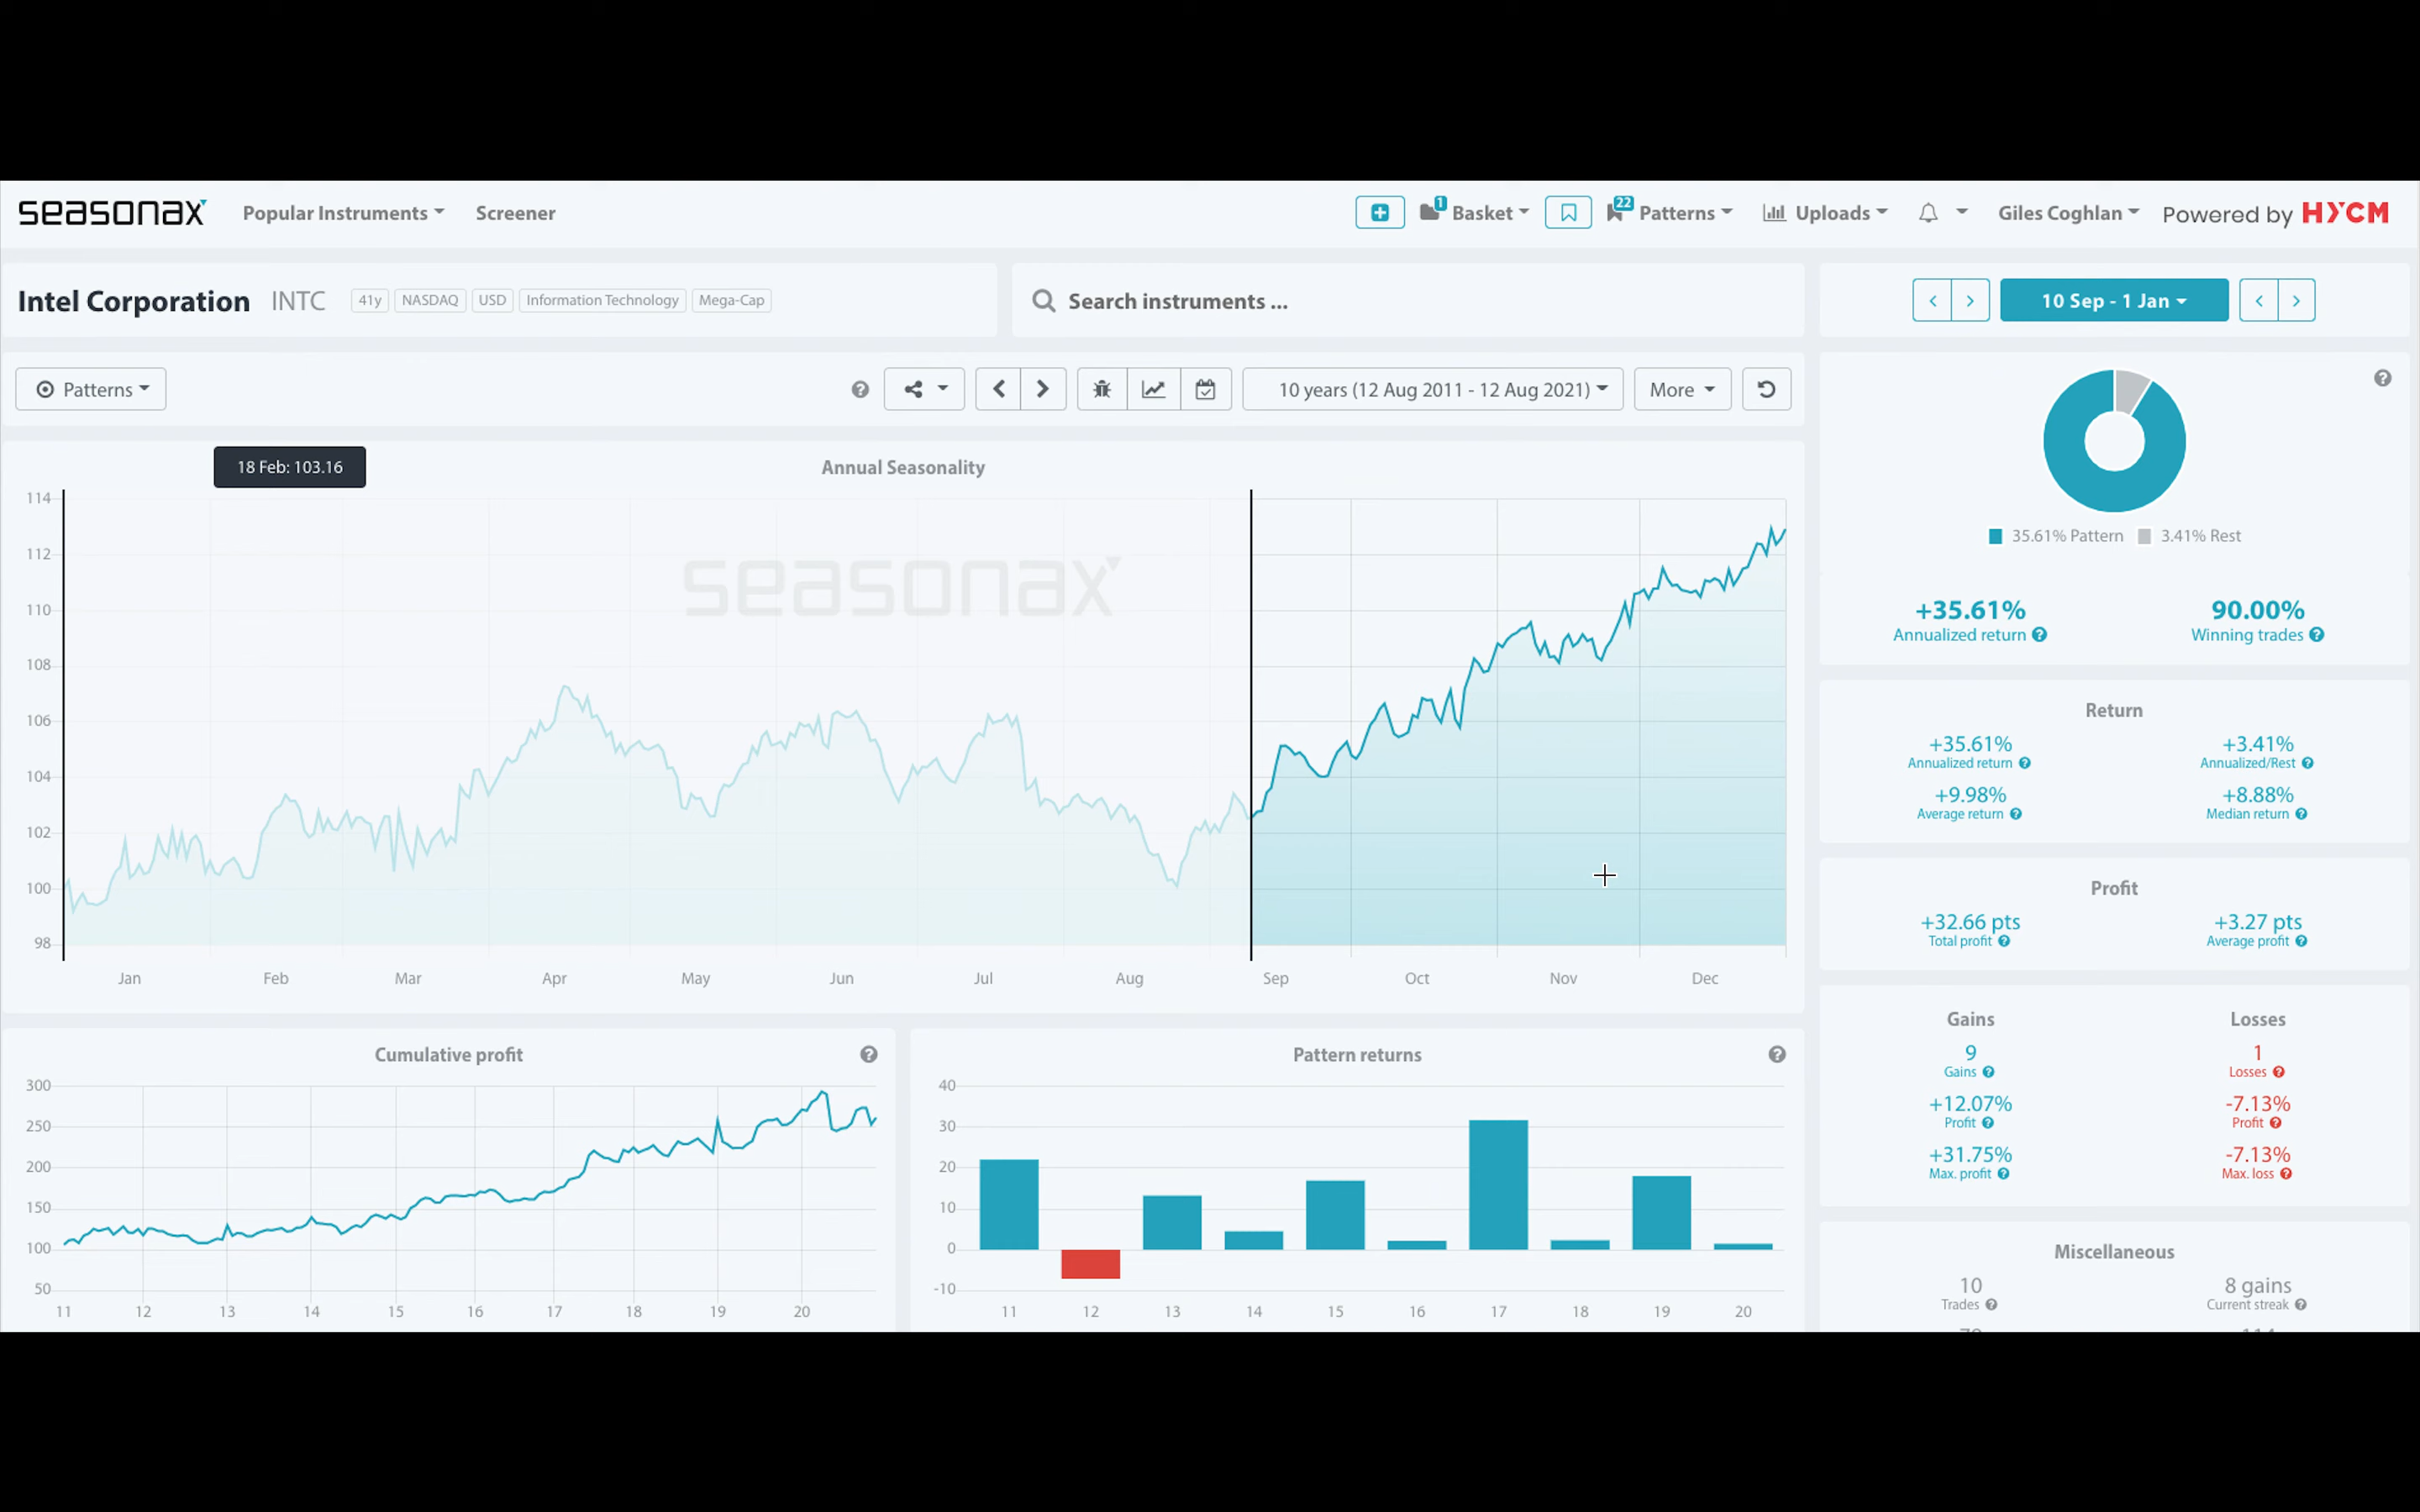 seasonax Popular Instruments Screener 1 Basket 22 Patterns Uploads Giles Coghlan Powered by HYCM
Intel Corporation INTC 41y NASDAQ USD Information Technology Mega-Cap
Search instruments ...
10 Sep - 1 Jan
Patterns
10 years (12 Aug 2011 - 12 Aug 2021) More
18 Feb: 103.16
Annual Seasonality
seasonax
114
112
110
108
106
104
102
100
98
Jan Feb Mar Apr May Jun Jul Aug Sep Oct Nov Dec
35.61% Pattern 3.41% Rest
+35.61% 90.00%
Annualized return Winning trades
Return
+35.61% +3.41%
Annualized return Annualized/Rest
+9.98% +8.88%
Average return Median return
Profit
+32.66 pts +3.27 pts
Total profit Average profit
Gains Losses
9 1
Gains Losses
+12.07% -7.13%
Profit Profit
+31.75% -7.13%
Max. profit Max. loss
Miscellaneous
10 8 gains
Trades Current streak
Cumulative profit
300
250
200
150
100
50
11 12 13 14 15 16 17 18 19 20
Pattern returns
40
30
20
10
0
-10
11 12 13 14 15 16 17 18 19 20